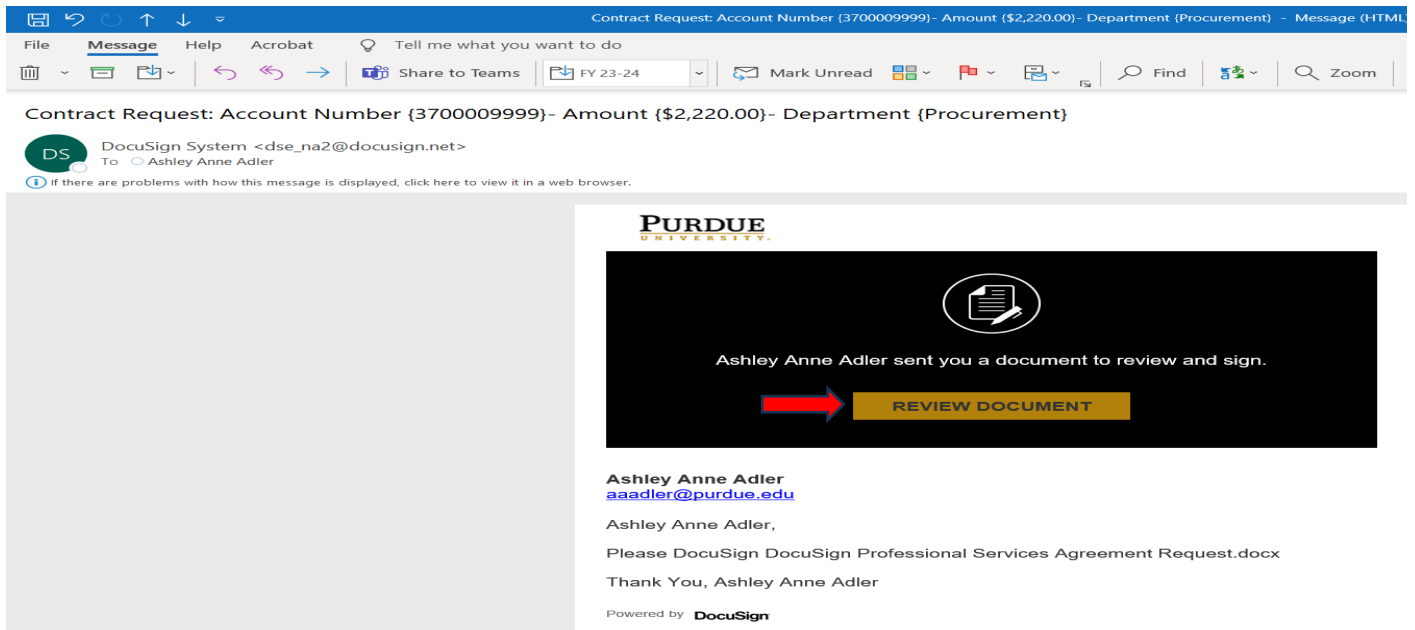 Contract Request: Account Number {3700009999}- Amount {$2,220.00}- Department {Procurement} - Message (HTML)
File Message Help Acrobat Tell me what you want to do
Share to Teams FY 23-24 Mark Unread Find Zoom
Contract Request: Account Number {3700009999}- Amount {$2,220.00}- Department {Procurement}
DS
DocuSign System <dse_na2@docusign.net>
To Ashley Anne Adler
If there are problems with how this message is displayed, click here to view it in a web browser.
PURDUE
UNIVERSITY.
Ashley Anne Adler sent you a document to review and sign.
REVIEW DOCUMENT
Ashley Anne Adler
aaadler@purdue.edu
Ashley Anne Adler,
Please DocuSign DocuSign Professional Services Agreement Request.docx
Thank You, Ashley Anne Adler
Powered by DocuSign